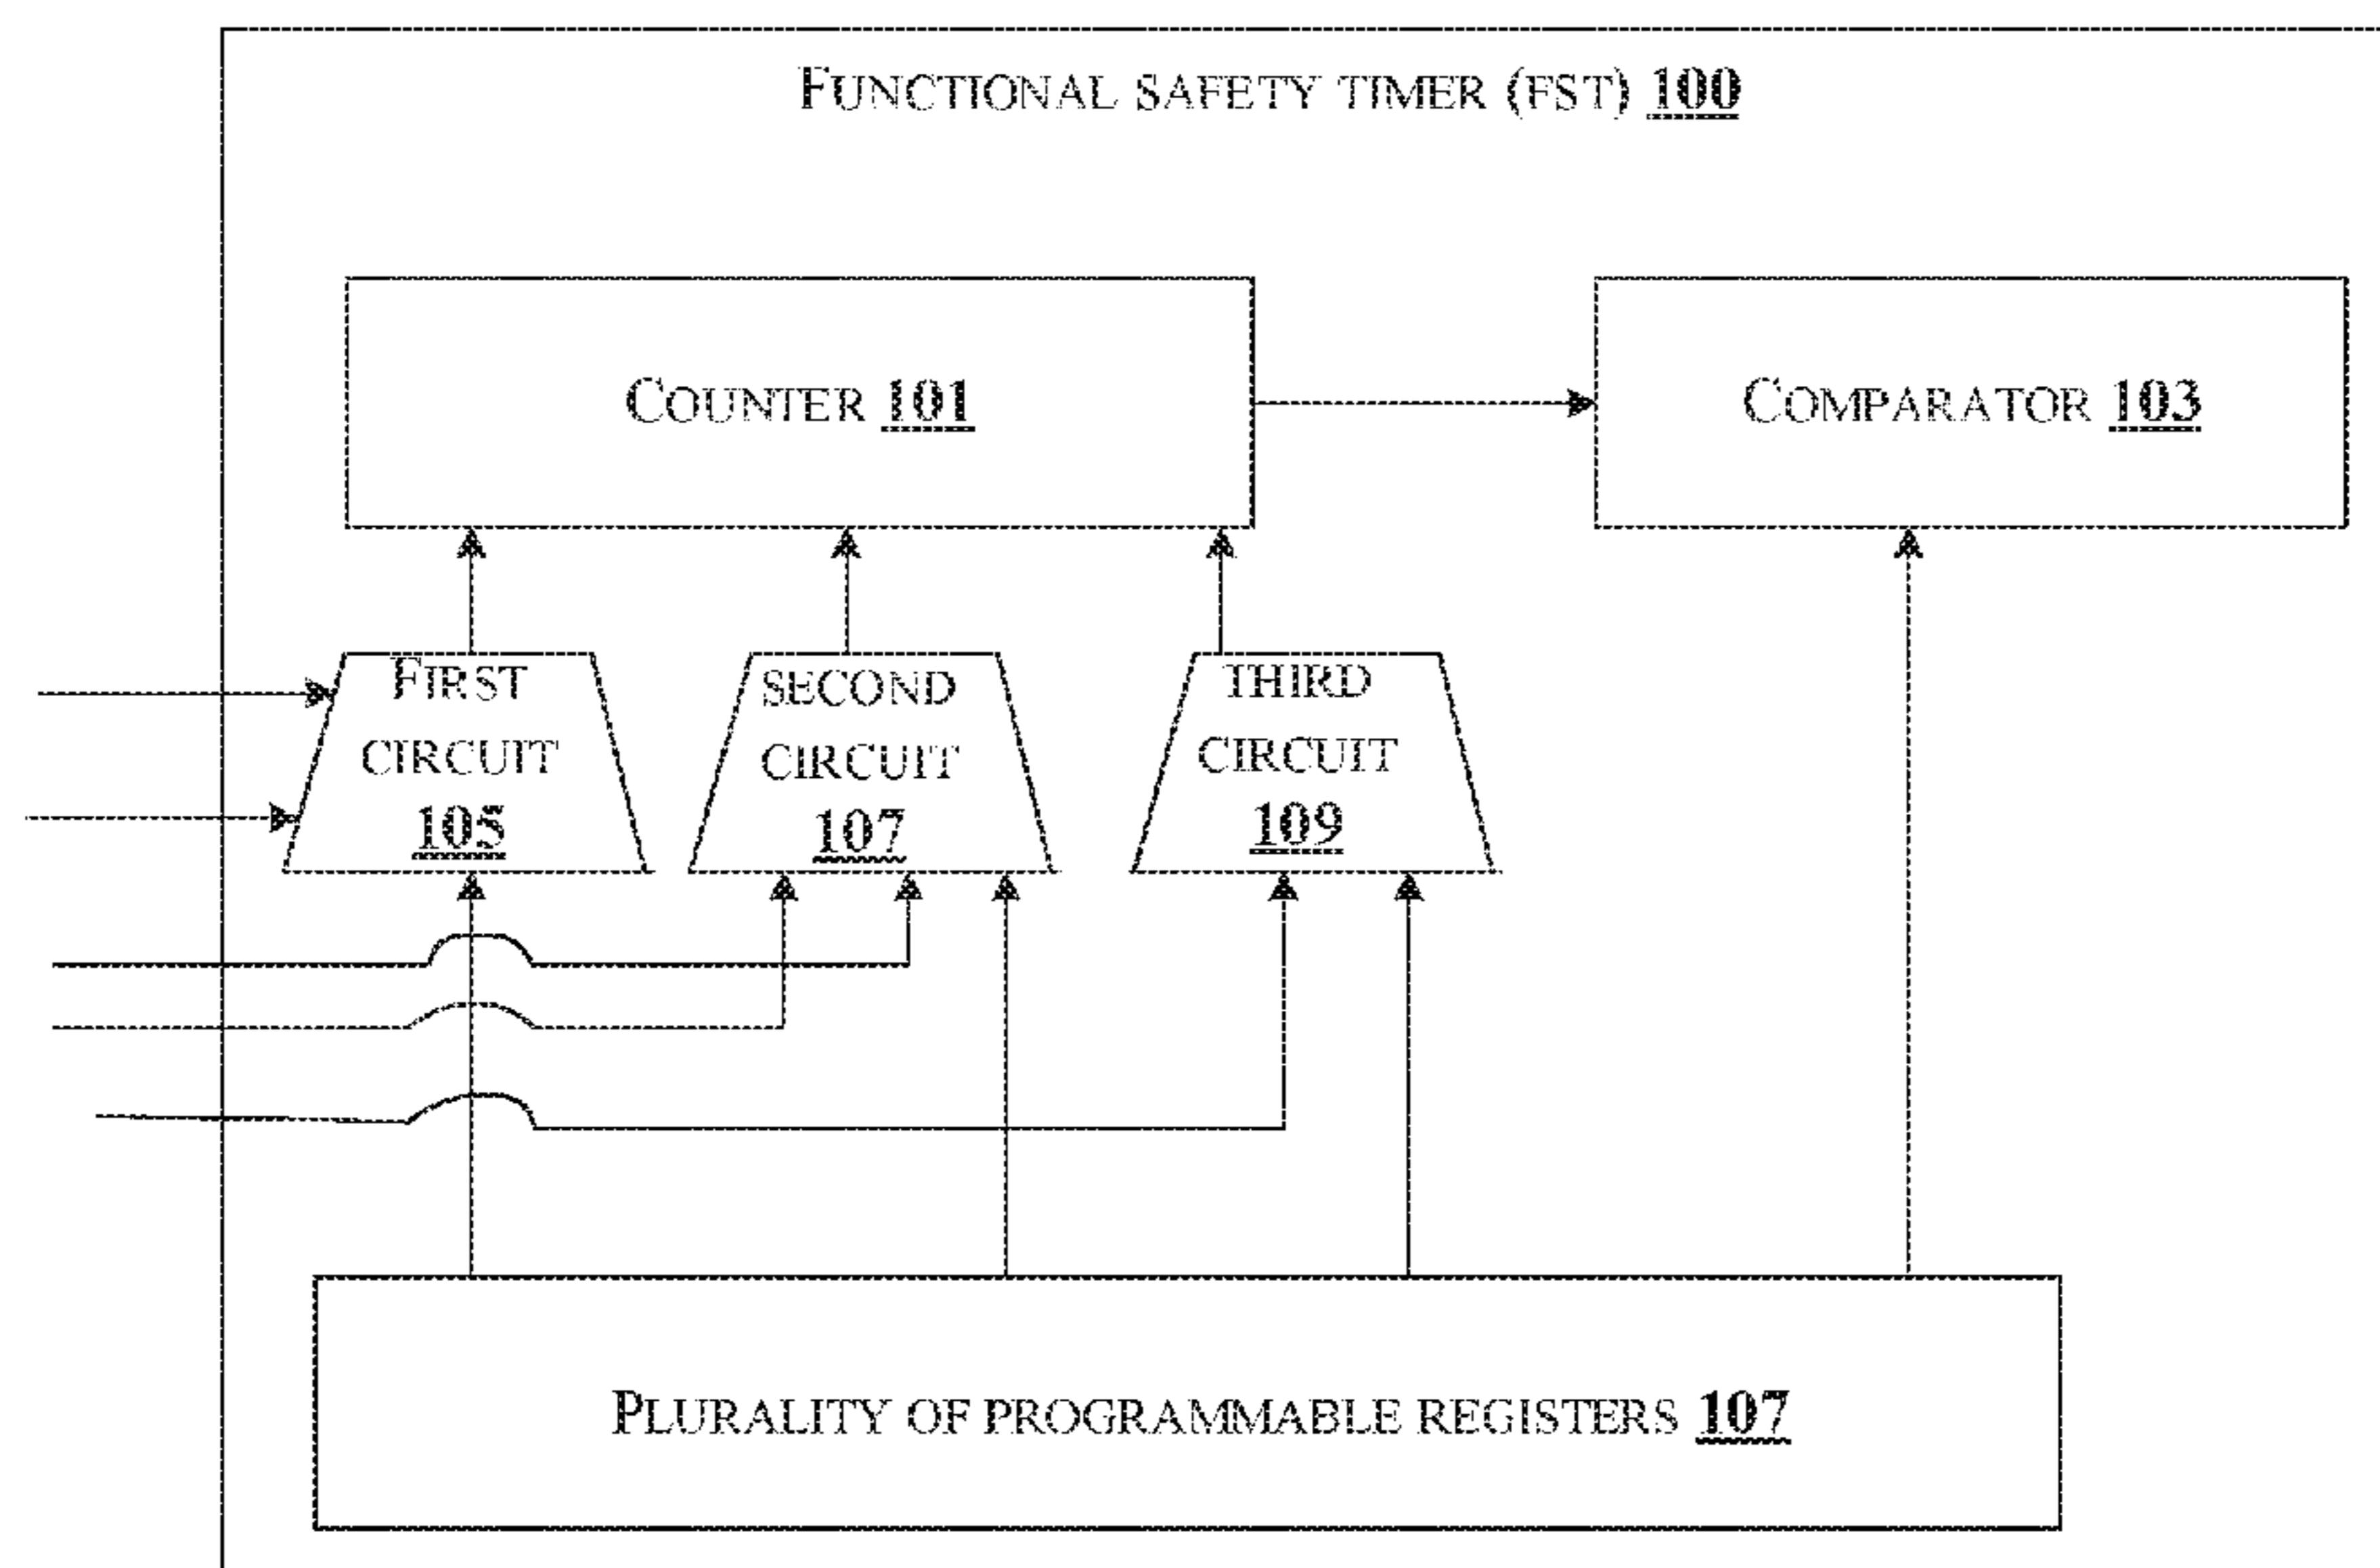 FUNCTIONAL SAFETY TIMER (FST) 100
COUNTER 101
COMPARATOR 103
FIRST
CIRCUIT
105
SECOND
CIRCUIT
107
THIRD
CIRCUIT
109
PLURALITY OF PROGRAMMABLE REGISTERS 107